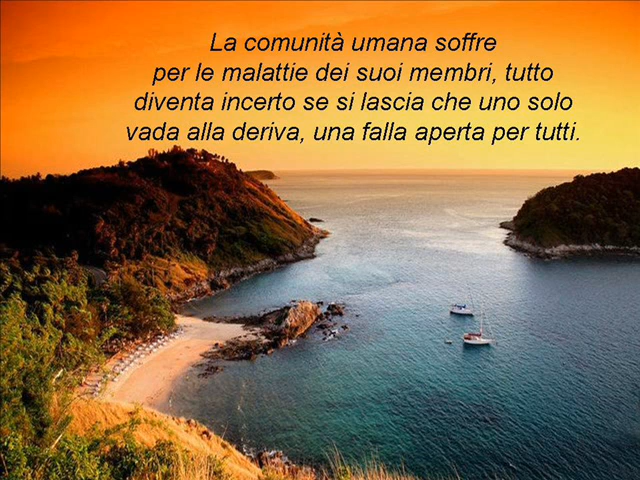 La comunità umana soffre
per le malattie dei suoi membri, tutto
diventa incerto se si lascia che uno solo
vada alla deriva, una falla aperta per tutti.